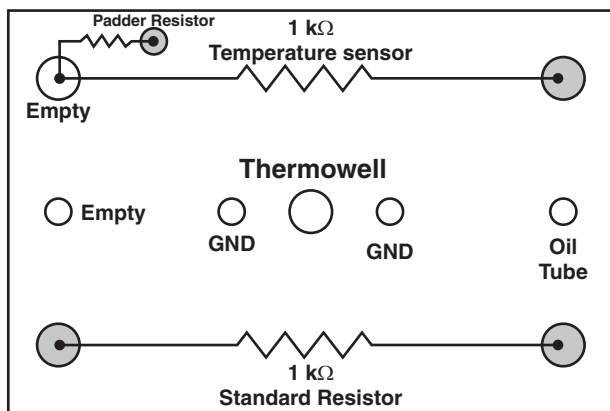 Padder Resistor
1 kΩ
Temperature sensor
Empty
Thermowell
Empty
GND
GND
Oil
Tube
1 kΩ
Standard Resistor